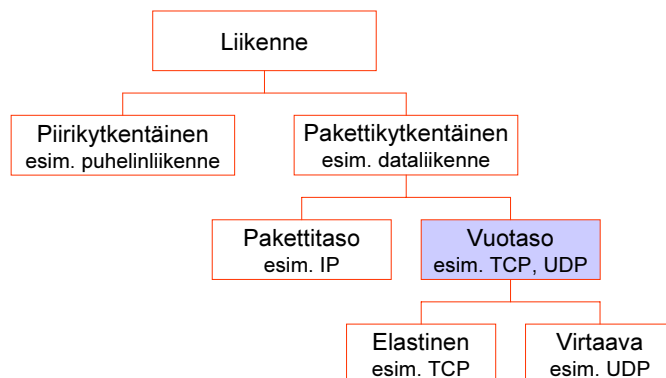 Liikenne
Piirikytkentäinen
esim. puhelinliikenne
Pakettikytkentäinen
esim. dataliikenne
Pakettitaso
esim. IP
Vuotaso
esim. TCP, UDP
Elastinen
esim. TCP
Virtaava
esim. UDP